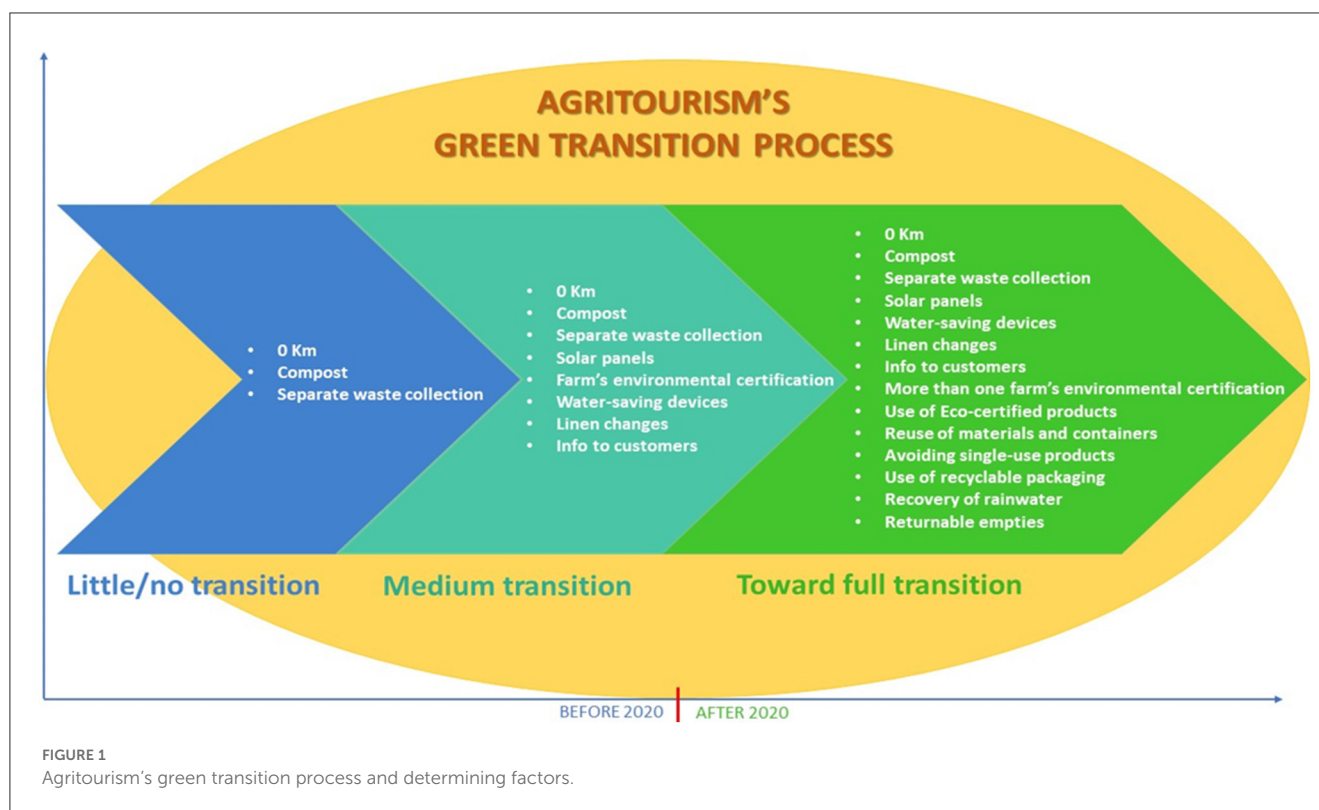 AGRITOURISM'S
GREEN TRANSITION PROCESS
• 0 Km
• Compost
• Separate waste collection
• 0 Km
• Compost
• Separate waste collection
• Solar panels
• Farm's environmental certification
• Water-saving devices
• Linen changes
• Info to customers
• 0 Km
• Compost
• Separate waste collection
• Solar panels
• Water-saving devices
• Linen changes
• Info to customers
• More than one farm's environmental certification
• Use of Eco-certified products
• Reuse of materials and containers
• Avoiding single-use products
• Use of recyclable packaging
• Recovery of rainwater
• Returnable empties
Little/no transition
Medium transition
Toward full transition
BEFORE 2020
AFTER 2020
FIGURE 1
Agritourism's green transition process and determining factors.